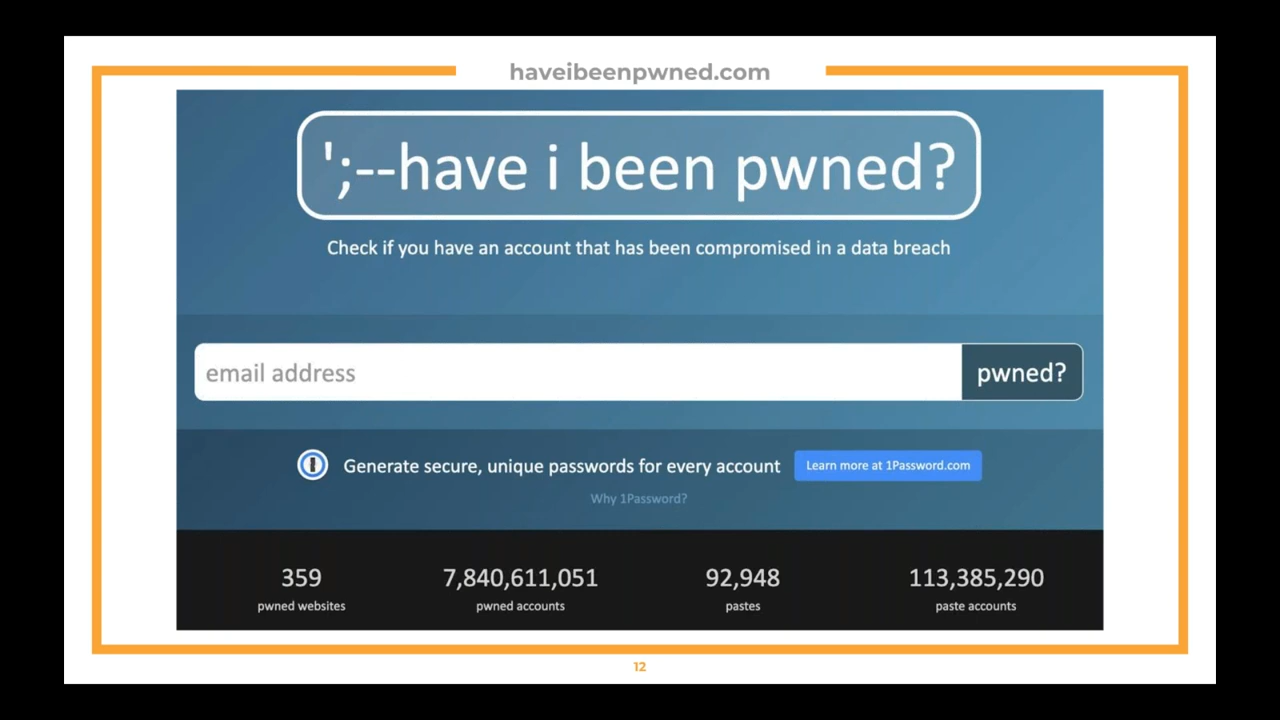 haveibeenpwned.com
';--have i been pwned?
Check if you have an account that has been compromised in a data breach
email address
pwned?
Generate secure, unique passwords for every account
Learn more at 1Password.com
Why 1Password?
359
7,840,611,051
92,948
113,385,290
pwned websites
pwned accounts
pastes
paste accounts
12